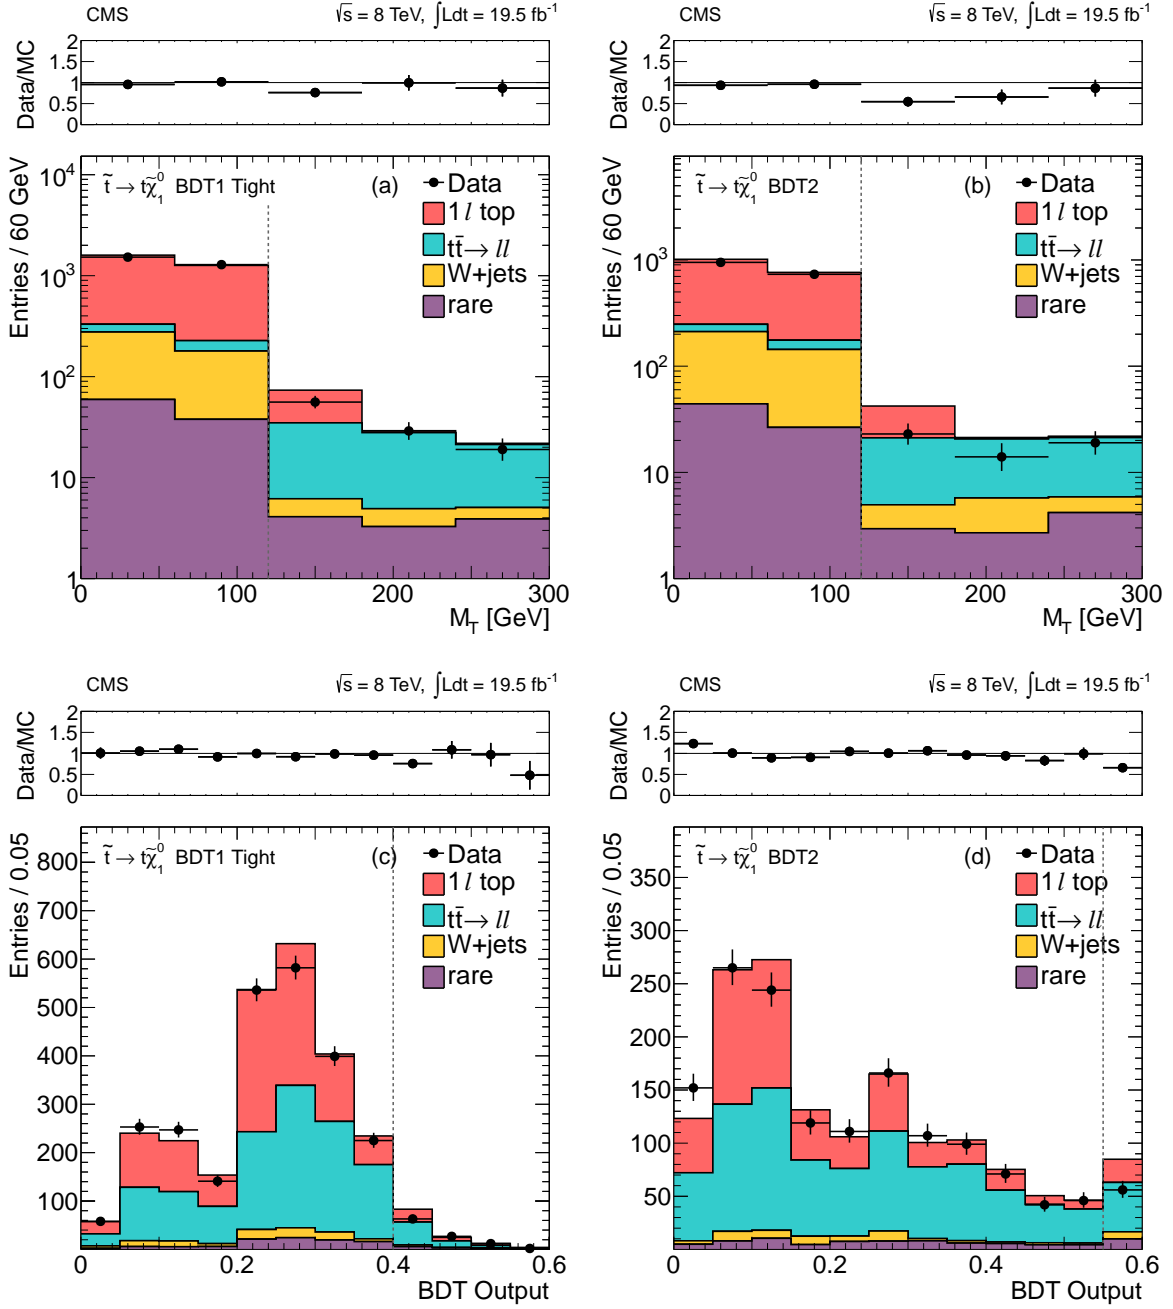 CMS √s = 8 TeV, ∫Ldt = 19.5 fb⁻¹
Data/MC
2
1.5
1
0.5
0
t̃ → tχ̃₁⁰ BDT1 Tight (a)
Data
1 l top
tt̄→ ll
W+jets
rare
Entries / 60 GeV
10⁴
10³
10²
10
1
0 100 200 300
M_T [GeV]
CMS √s = 8 TeV, ∫Ldt = 19.5 fb⁻¹
Data/MC
2
1.5
1
0.5
0
t̃ → tχ̃₁⁰ BDT2 (b)
Data
1 l top
tt̄→ ll
W+jets
rare
Entries / 60 GeV
10³
10²
10
1
0 100 200 300
M_T [GeV]
CMS √s = 8 TeV, ∫Ldt = 19.5 fb⁻¹
Data/MC
2
1.5
1
0.5
0
t̃ → tχ̃₁⁰ BDT1 Tight (c)
Data
1 l top
tt̄→ ll
W+jets
rare
Entries / 0.05
800
700
600
500
400
300
200
100
0 0.2 0.4 0.6
BDT Output
CMS √s = 8 TeV, ∫Ldt = 19.5 fb⁻¹
Data/MC
2
1.5
1
0.5
0
t̃ → tχ̃₁⁰ BDT2 (d)
Data
1 l top
tt̄→ ll
W+jets
rare
Entries / 0.05
350
300
250
200
150
100
50
0 0.2 0.4 0.6
BDT Output